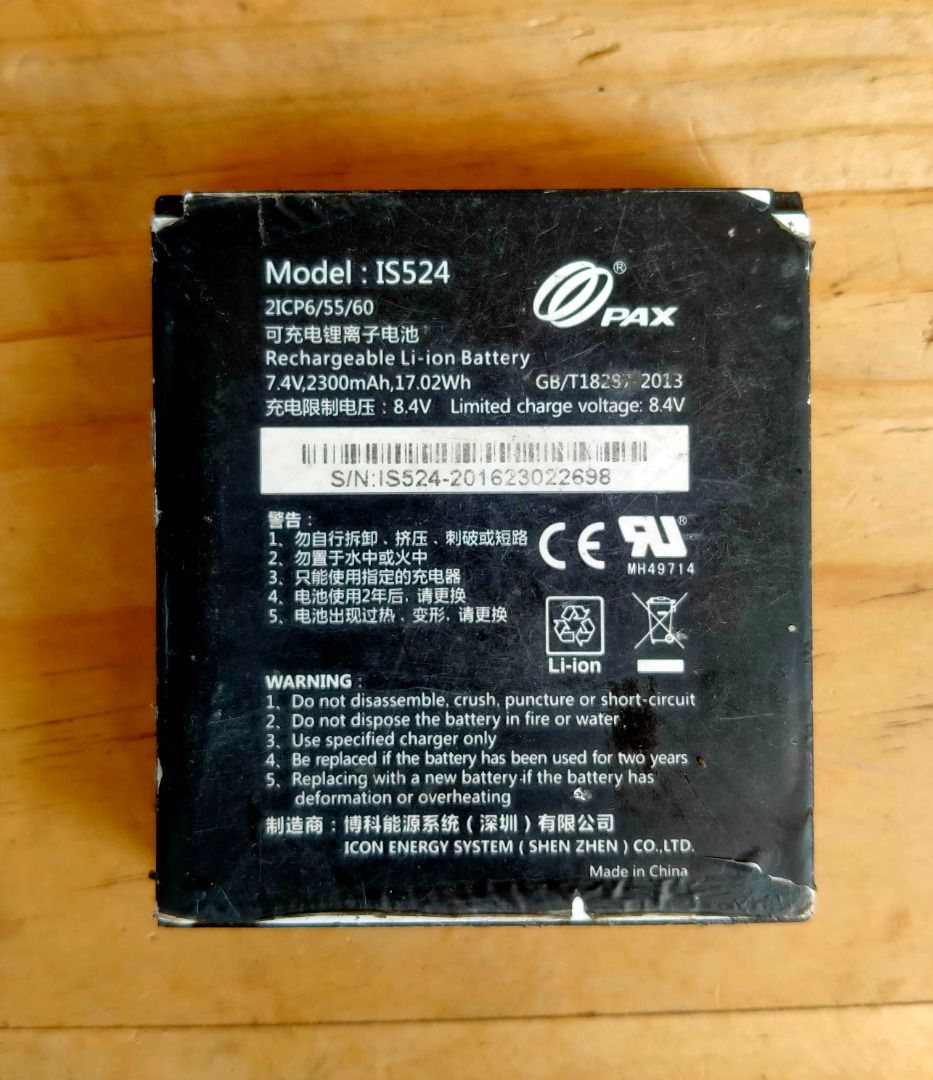 Model : IS524
2ICP6/55/60
PAX®
可充电锂离子电池
Rechargeable Li-ion Battery
7.4V,2300mAh,17.02Wh GB/T18287-2013
充电限制电压：8.4V Limited charge voltage: 8.4V
S/N:IS524-201623022698
警告：
1、勿自行拆卸﹑挤压﹑刺破或短路
2、勿置于水中或火中
3、只能使用指定的充电器
4、电池使用2年后, 请更换
5、电池出现过热﹑变形, 请更换
CE
RU®
MH49714
Li-ion
WARNING :
1、Do not disassemble, crush, puncture or short-circuit
2、Do not dispose the battery in fire or water
3、Use specified charger only
4、Be replaced if the battery has been used for two years
5、Replacing with a new battery if the battery has
deformation or overheating
制造商：博科能源系统（深圳）有限公司
ICON ENERGY SYSTEM ( SHEN ZHEN ) CO.,LTD.
Made in China